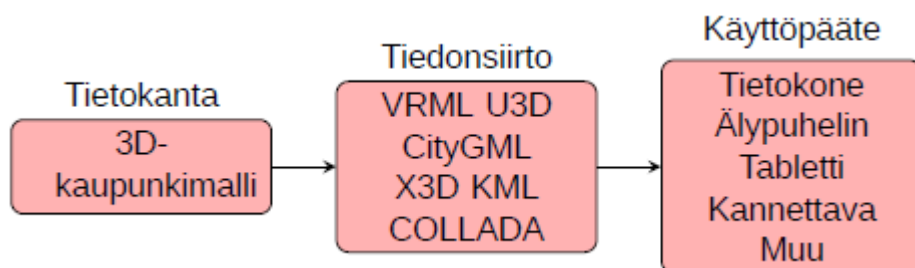 Tietokanta
3D-
kaupunkimalli
Tiedonsiirto
VRML U3D
CityGML
X3D KML
COLLADA
Käyttöpääte
Tietokone
Älypuhelin
Tabletti
Kannettava
Muu